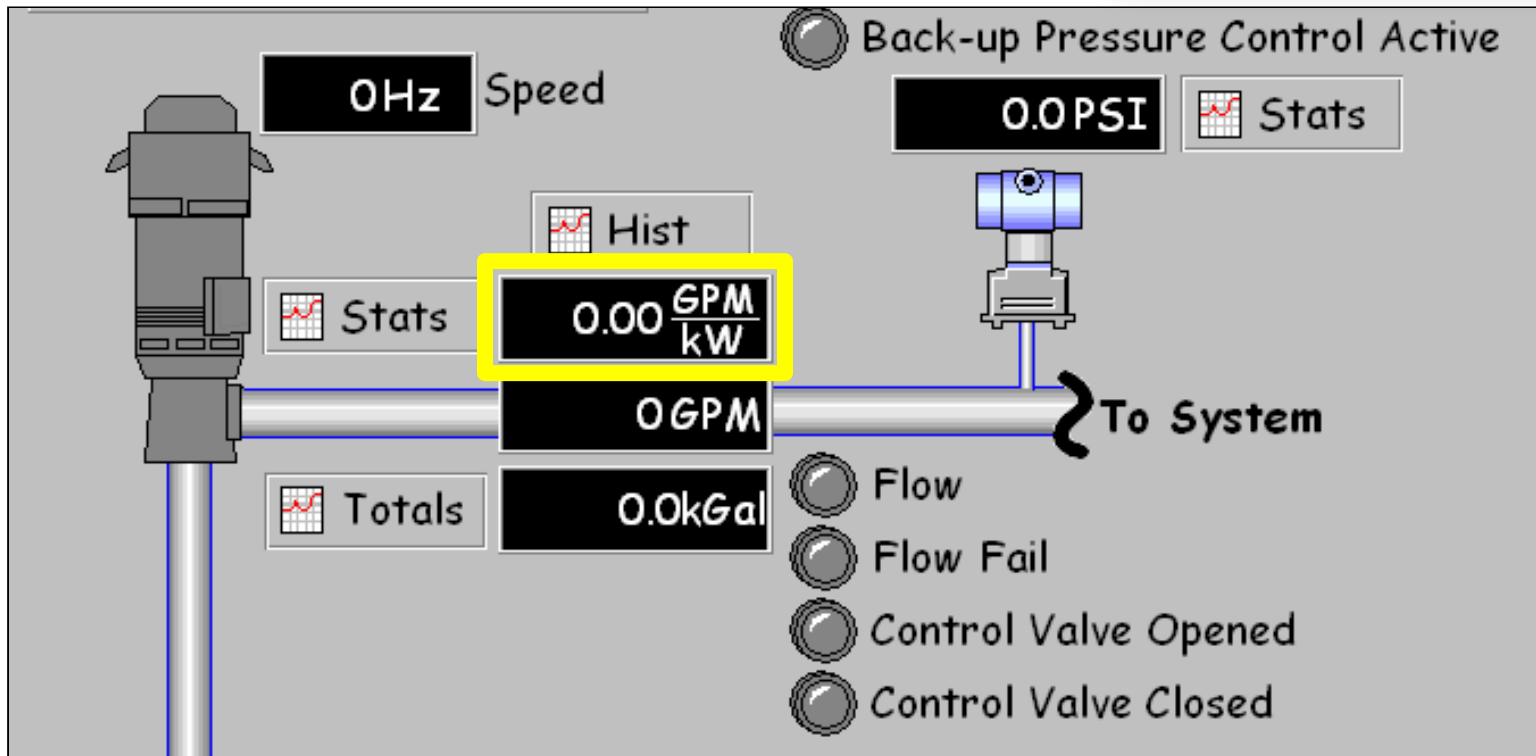 Back-up Pressure Control Active
0Hz Speed
0.0PSI Stats
Hist
Stats 0.00 GPM
kW
0GPM
To System
Totals 0.0kGal
Flow
Flow Fail
Control Valve Opened
Control Valve Closed